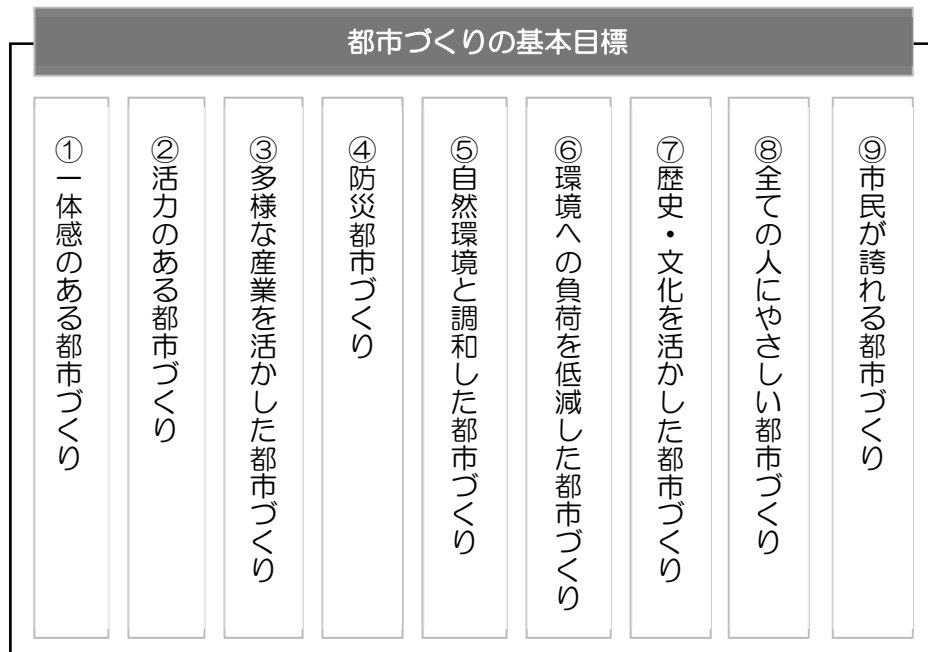 都市づくりの基本目標
①一体感のある都市づくり
②活力のある都市づくり
③多様な産業を活かした都市づくり
④防災都市づくり
⑤自然環境と調和した都市づくり
⑥環境への負荷を低減した都市づくり
⑦歴史・文化を活かした都市づくり
⑧全ての人にやさしい都市づくり
⑨市民が誇れる都市づくり